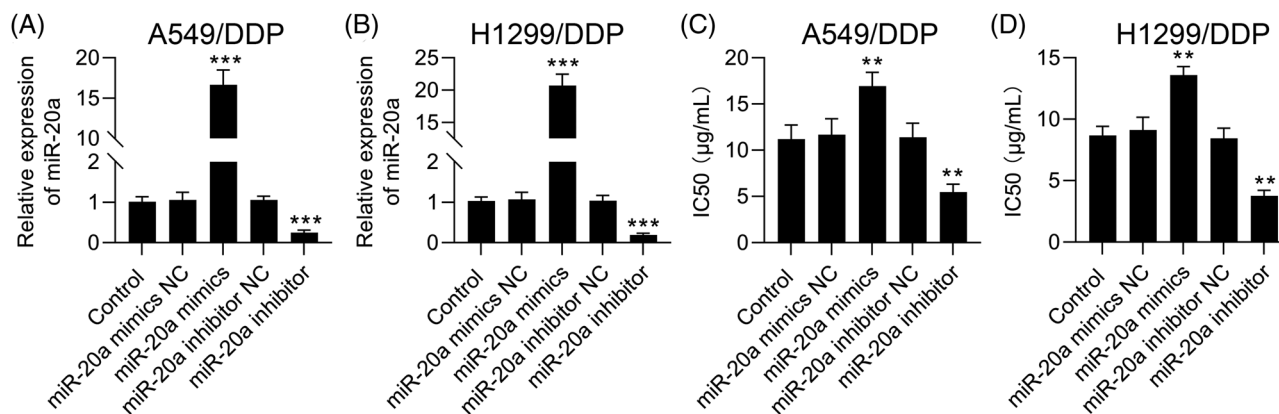 (A)
A549/DDP
Relative expression
of miR-20a
20
15
10
2
1
0
***
***
Control
miR-20a mimics NC
miR-20a mimics
miR-20a inhibitor NC
miR-20a inhibitor
(B)
H1299/DDP
Relative expression
of miR-20a
25
20
15
10
2
1
0
***
***
Control
miR-20a mimics NC
miR-20a mimics
miR-20a inhibitor NC
miR-20a inhibitor
(C)
A549/DDP
IC50 (μg/mL)
20
15
10
5
0
**
**
Control
miR-20a mimics NC
miR-20a mimics
miR-20a inhibitor NC
miR-20a inhibitor
(D)
H1299/DDP
IC50 (μg/mL)
15
10
5
0
**
**
Control
miR-20a mimics NC
miR-20a mimics
miR-20a inhibitor NC
miR-20a inhibitor